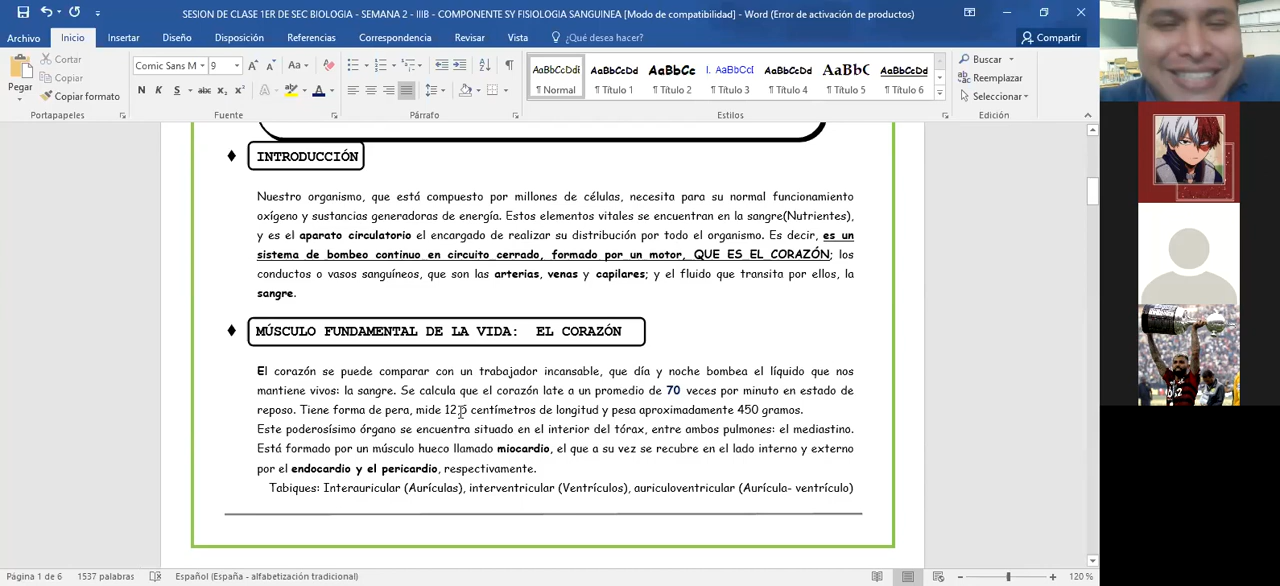 SESION DE CLASE 1ER DE SEC BIOLOGIA - SEMANA 2 - IIIB - COMPONENTE SY FISIOLOGIA SANGUINEA [Modo de compatibilidad] - Word (Error de activación de productos)
Archivo Inicio Insertar Diseño Disposición Referencias Correspondencia Revisar Vista ¿Qué desea hacer? Compartir
Pegar
Cortar
Copiar
Copiar formato
Portapapeles
Comic Sans M 9
N K S abc x₂ x²
Fuente
Párrafo
AaBbCcDdE AaBbCcDd AaBbCc I. AaBbCcI AaBbCcDd AaBbC AaBbCcDd
¶ Normal ¶ Título 1 ¶ Título 2 ¶ Título 3 ¶ Título 4 ¶ Título 5 ¶ Título 6
Estilos
Buscar
Reemplazar
Seleccionar
Edición
INTRODUCCIÓN
Nuestro organismo, que está compuesto por millones de células, necesita para su normal funcionamiento
oxígeno y sustancias generadoras de energía. Estos elementos vitales se encuentran en la sangre(Nutrientes),
y es el aparato circulatorio el encargado de realizar su distribución por todo el organismo. Es decir, es un
sistema de bombeo continuo en circuito cerrado, formado por un motor, QUE ES EL CORAZÓN; los
conductos o vasos sanguíneos, que son las arterias, venas y capilares; y el fluido que transita por ellos, la
sangre.
MÚSCULO FUNDAMENTAL DE LA VIDA: EL CORAZÓN
El corazón se puede comparar con un trabajador incansable, que día y noche bombea el líquido que nos
mantiene vivos: la sangre. Se calcula que el corazón late a un promedio de 70 veces por minuto en estado de
reposo. Tiene forma de pera, mide centímetros de longitud y pesa aproximadamente 450 gramos.
Este poderosísimo órgano se encuentra situado en el interior del tórax, entre ambos pulmones: el mediastino.
Está formado por un músculo hueco llamado miocardio, el que a su vez se recubre en el lado interno y externo
por el endocardio y el pericardio, respectivamente.
Tabiques: Interauricular (Aurículas), interventricular (Ventrículos), auriculoventricular (Aurícula- ventrículo)
Página 1 de 6 1537 palabras Español (España - alfabetización tradicional) 120 %